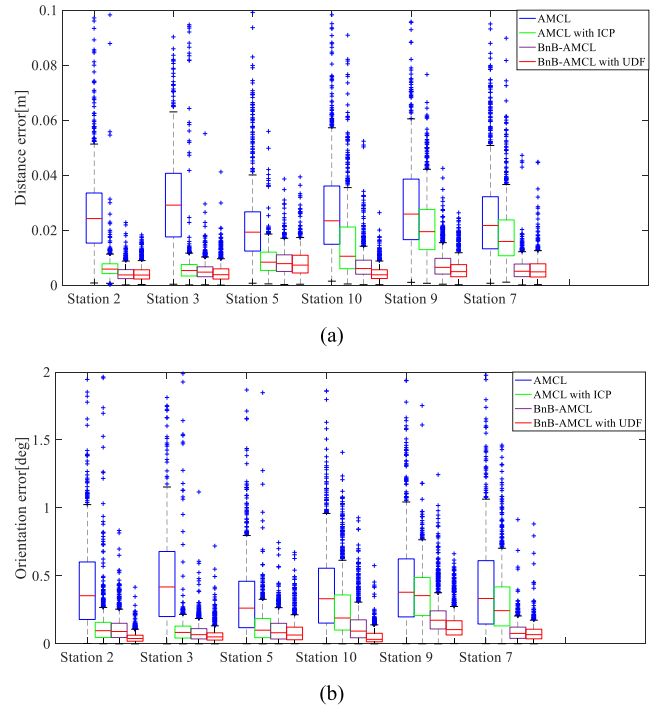 0.1
0.08
0.06
0.04
0.02
0
Distance error[m]
AMCL
AMCL with ICP
BnB-AMCL
BnB-AMCL with UDF
Station 2 Station 3 Station 5 Station 10 Station 9 Station 7
(a)
2
1.5
1
0.5
0
Orientation error[deg]
AMCL
AMCL with ICP
BnB-AMCL
BnB-AMCL with UDF
Station 2 Station 3 Station 5 Station 10 Station 9 Station 7
(b)